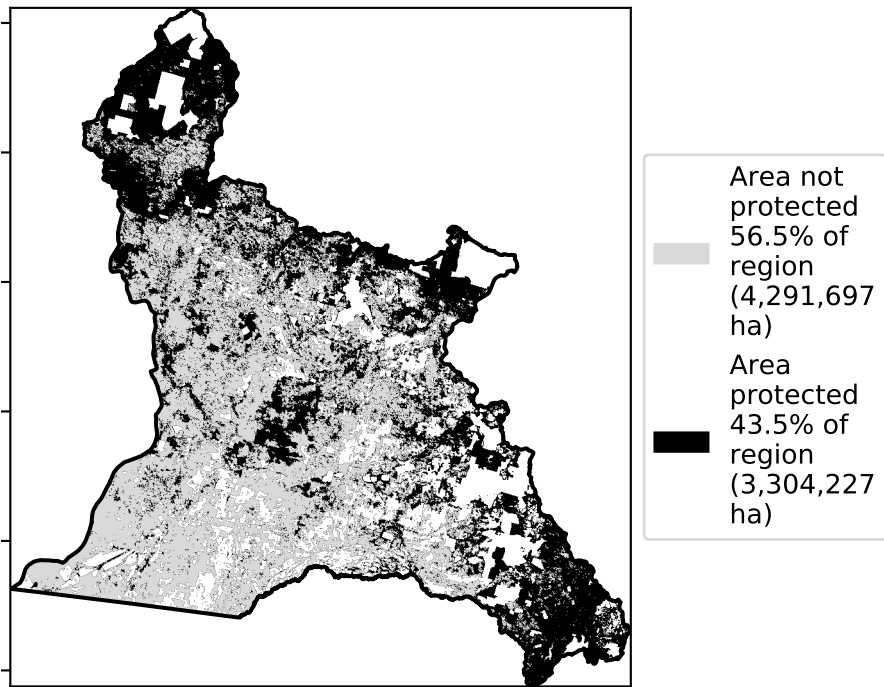 Area not
protected
56.5% of
region
(4,291,697
ha)
Area
protected
43.5% of
region
(3,304,227
ha)